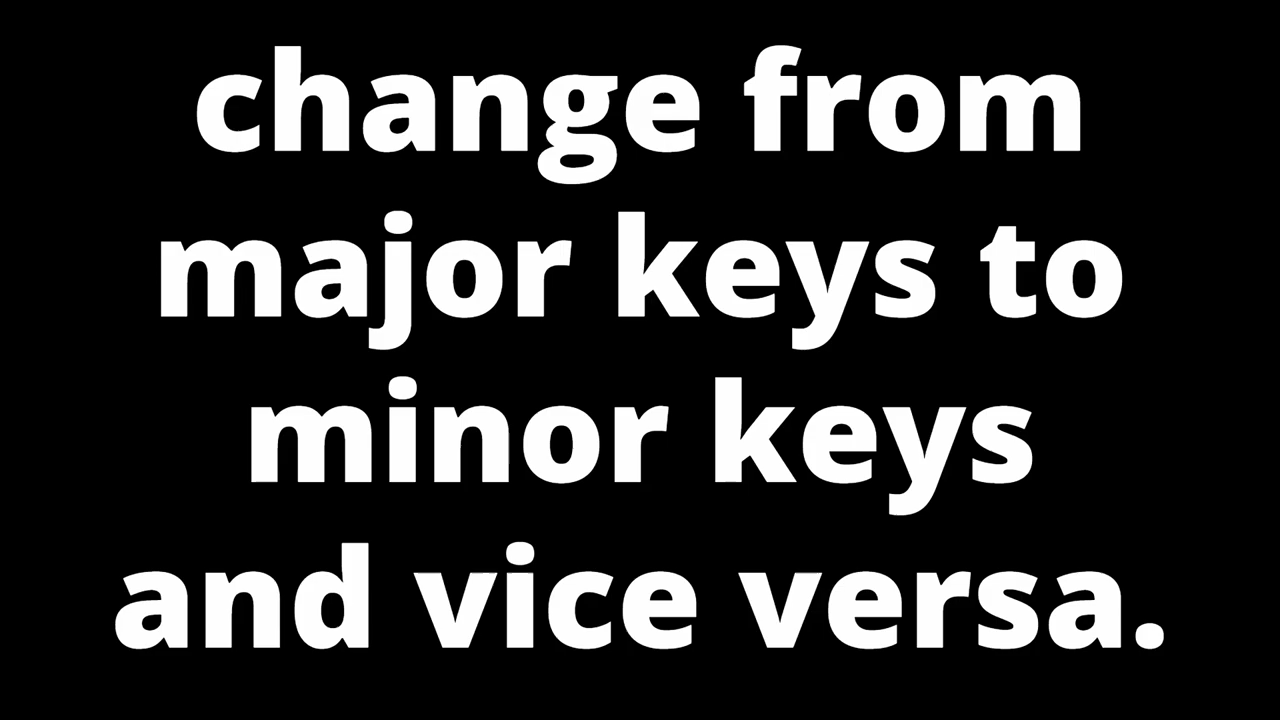 change from
major keys to
minor keys
and vice versa.